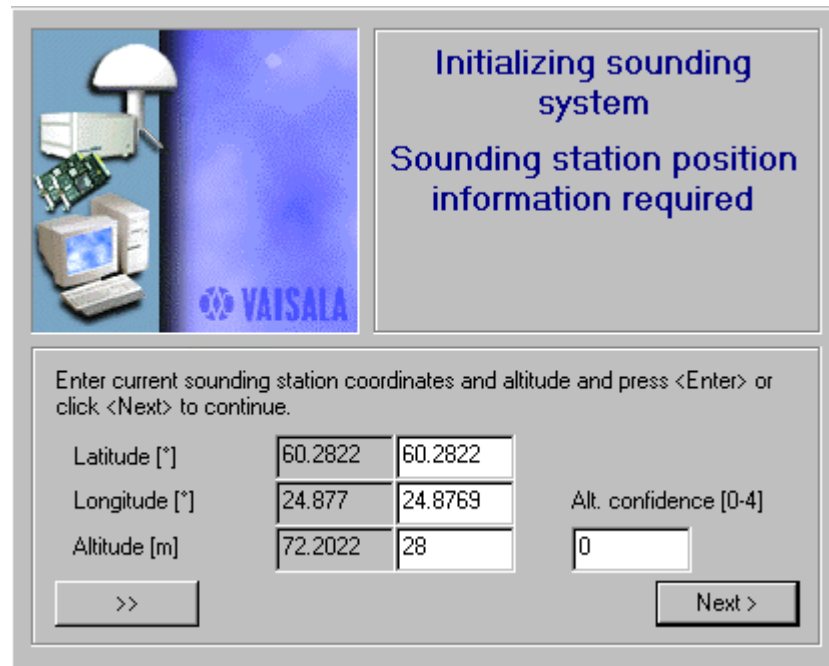 Initializing sounding
system
Sounding station position
information required
VAISALA
Enter current sounding station coordinates and altitude and press <Enter> or
click <Next> to continue.
Latitude [°] 60.2822 60.2822
Longitude [°] 24.877 24.8769 Alt. confidence [0-4]
Altitude [m] 72.2022 28 0
>> Next >